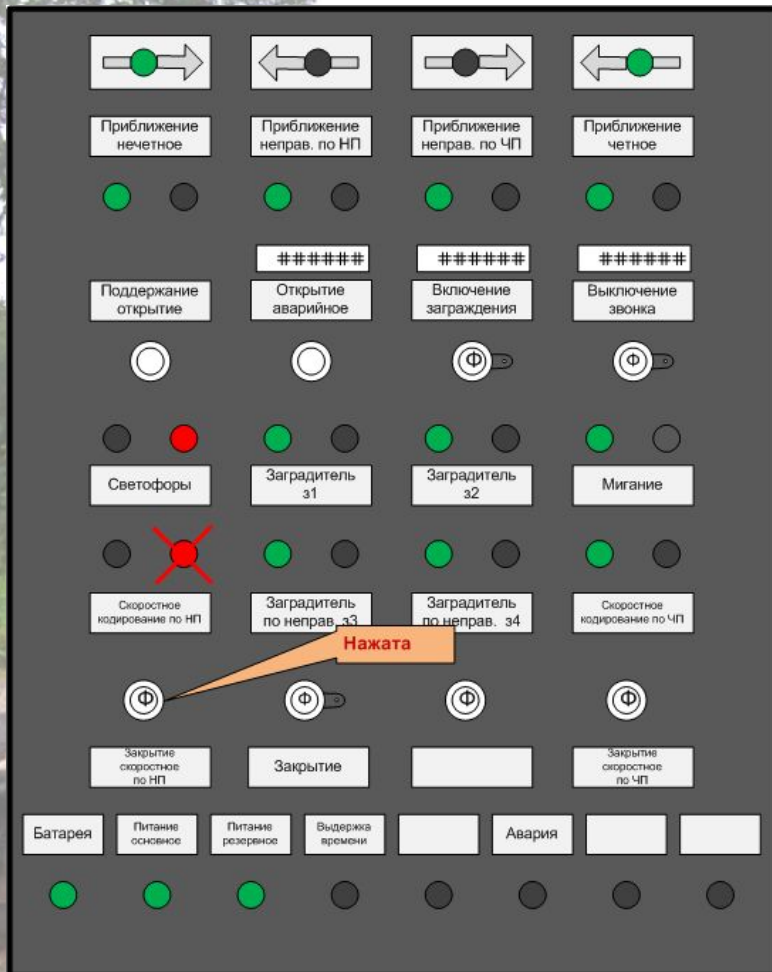 Приближение
нечетное
Приближение
неправ. по НП
Приближение
неправ. по ЧП
Приближение
четное
######
######
######
Поддержание
открытие
Открытие
аварийное
Включение
заграждения
Выключение
звонка
Ф
Ф
Светофоры
Заградитель
з1
Заградитель
з2
Мигание
Скоростное
кодирование по НП
Заградитель
по неправ. з3
Заградитель
по неправ. з4
Скоростное
кодирование по ЧП
Нажата
Ф
Ф
Ф
Ф
Закрытие
скоростное
по НП
Закрытие
Закрытие
скоростное
по ЧП
Батарея
Питание
основное
Питание
резервное
Выдержка
времени
Авария